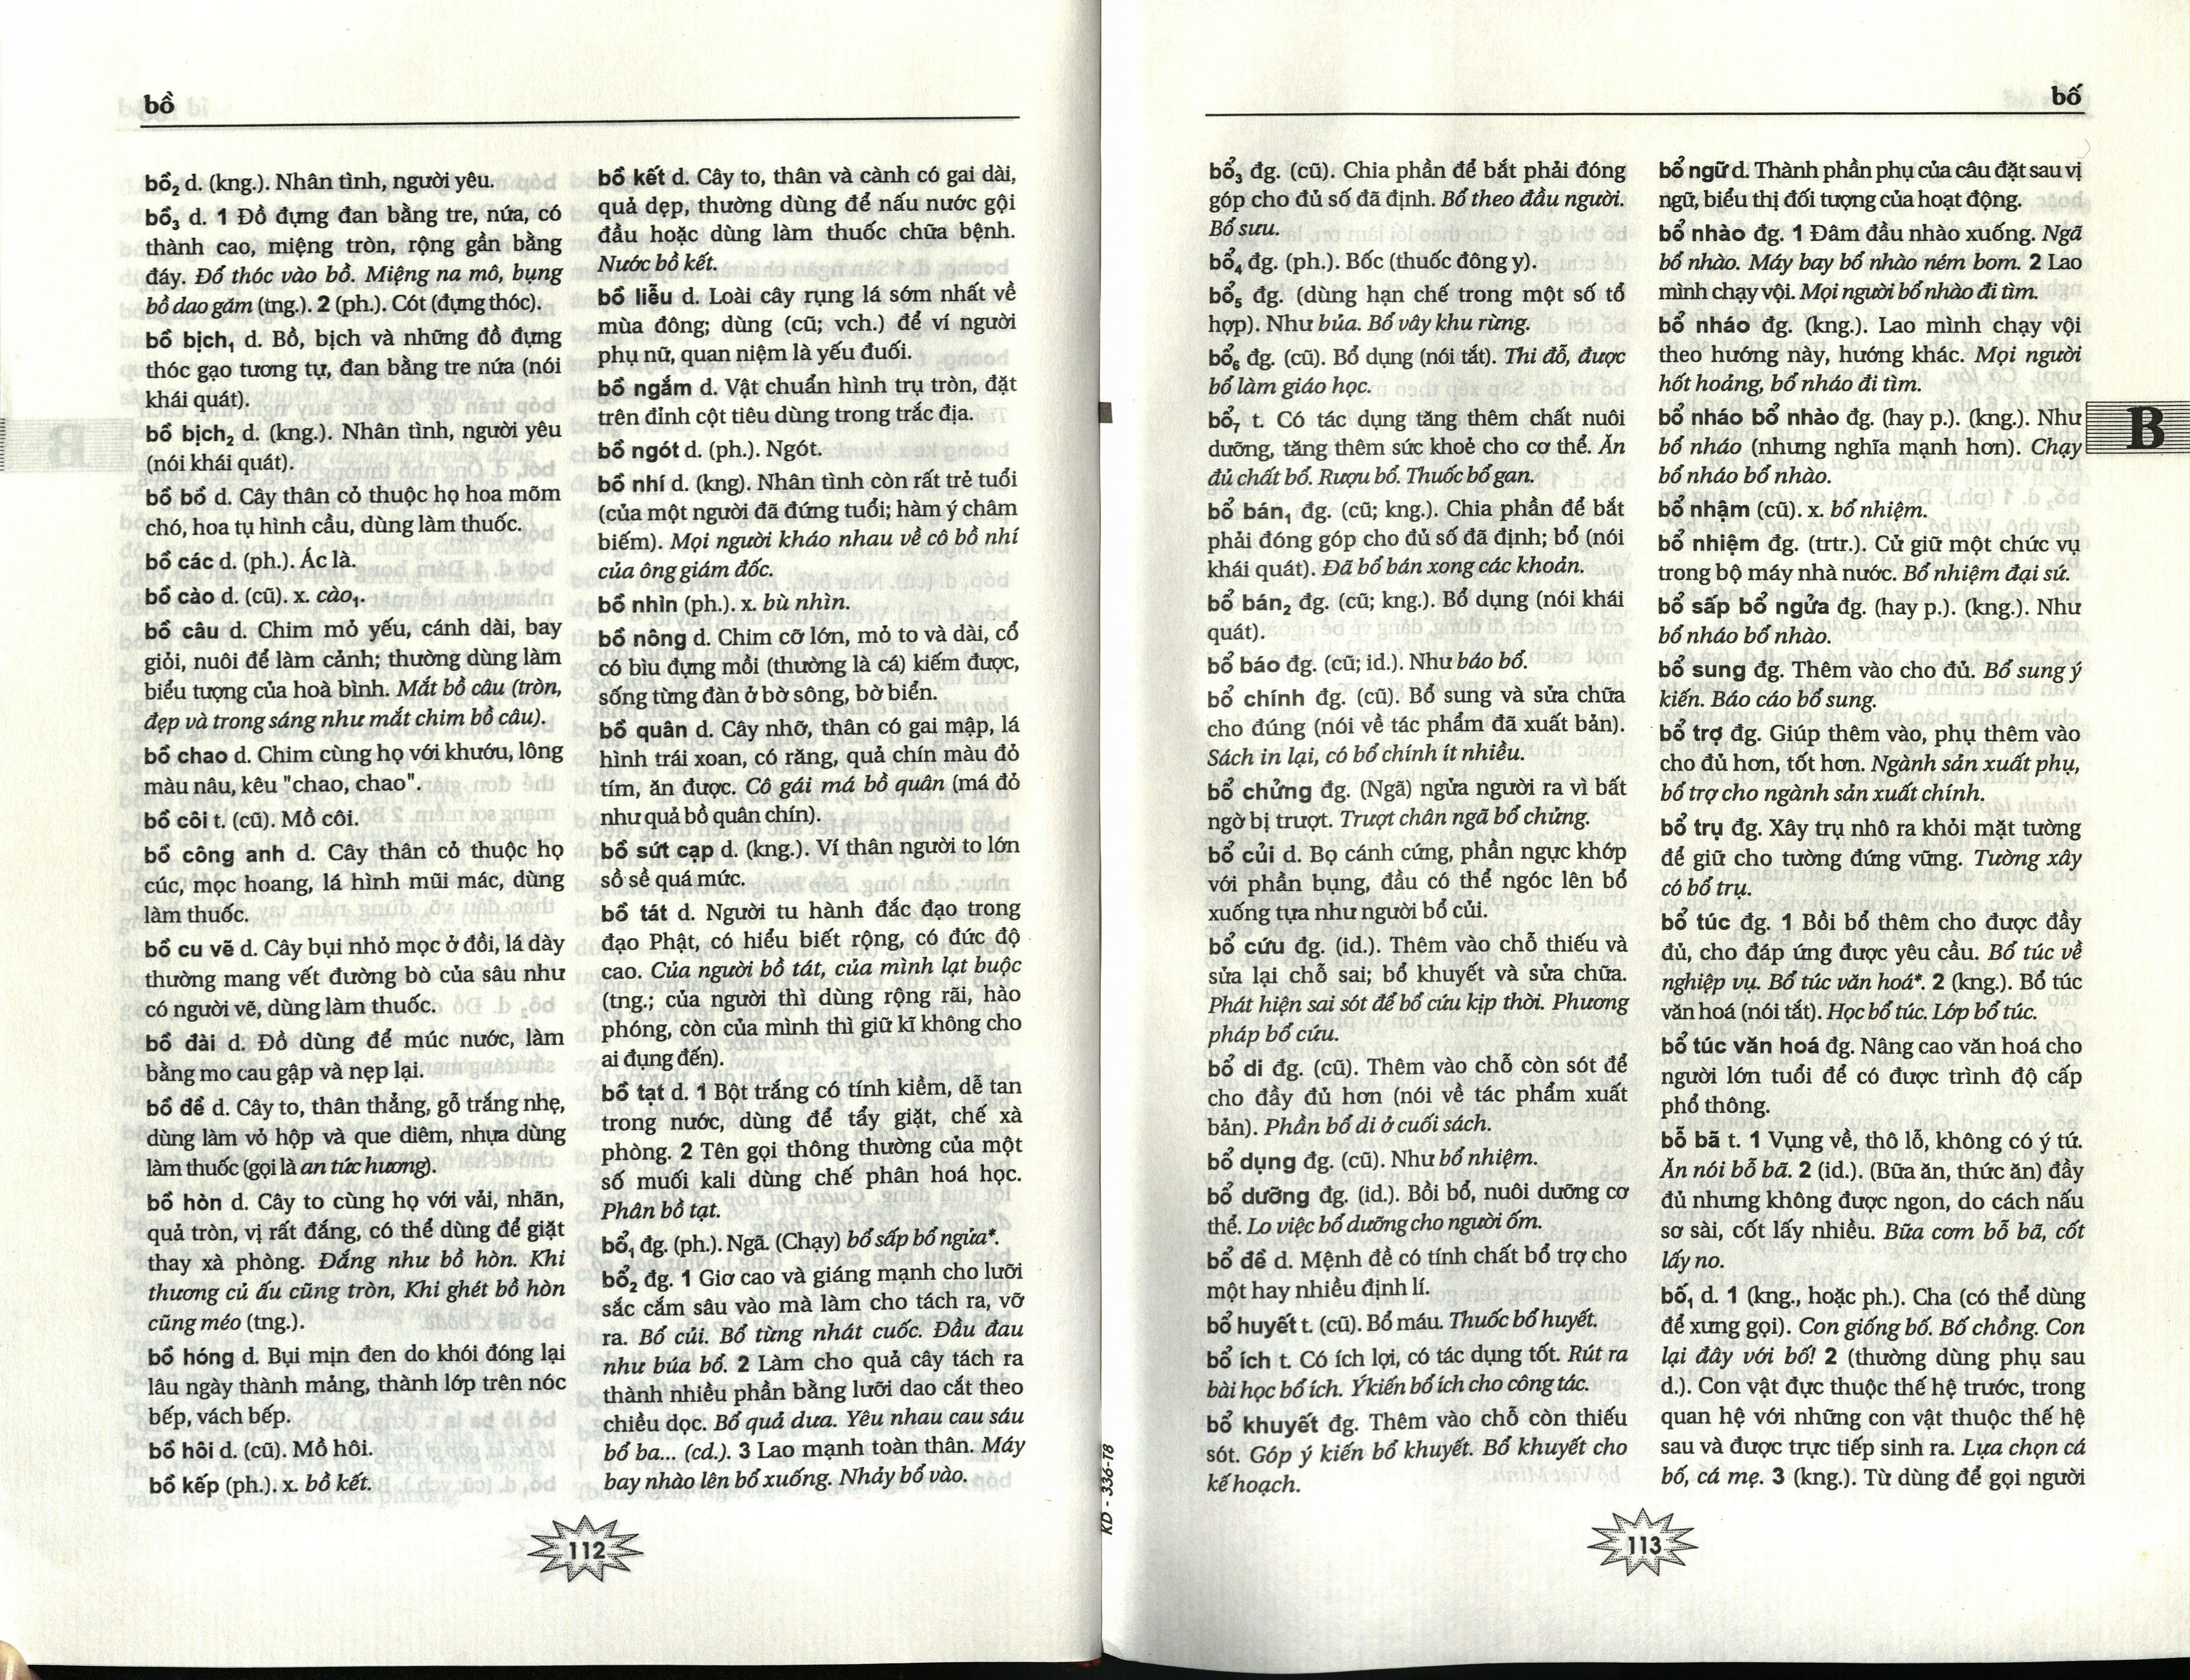 bồ
bồ₂ d. (kng.). Nhân tình, người yêu.
bồ₃ d. 1 Đồ đựng đan bằng tre, nứa, có
thành cao, miệng tròn, rộng gần bằng
đáy. Đổ thóc vào bồ. Miệng na mô, bụng
bồ dao găm (tng.). 2 (ph.). Cót (đựng thóc).
bồ bịch₁ d. Bồ, bịch và những đồ đựng
thóc gạo tương tự, đan bằng tre nứa (nói
khái quát).
bồ bịch₂ d. (kng.). Nhân tình, người yêu
(nói khái quát).
bồ bồ d. Cây thân cỏ thuộc họ hoa mõm
chó, hoa tụ hình cầu, dùng làm thuốc.
bồ các d. (ph.). Ác là.
bồ cào d. (cũ). x. cào₁.
bồ câu d. Chim mỏ yếu, cánh dài, bay
giỏi, nuôi để làm cảnh; thường dùng làm
biểu tượng của hoà bình. Mắt bồ câu (tròn,
đẹp và trong sáng như mắt chim bồ câu).
bồ chao d. Chim cùng họ với khướu, lông
màu nâu, kêu "chao, chao".
bồ côi t. (cũ). Mồ côi.
bồ công anh d. Cây thân cỏ thuộc họ
cúc, mọc hoang, lá hình mũi mác, dùng
làm thuốc.
bồ cu vẽ d. Cây bụi nhỏ mọc ở đồi, lá dày
thường mang vết đường bò của sâu như
có người vẽ, dùng làm thuốc.
bồ đài d. Đồ dùng để múc nước, làm
bằng mo cau gập và nẹp lại.
bồ đề d. Cây to, thân thẳng, gỗ trắng nhẹ,
dùng làm vỏ hộp và que diêm, nhựa dùng
làm thuốc (gọi là an tức hương).
bồ hòn d. Cây to cùng họ với vải, nhãn,
quả tròn, vị rất đắng, có thể dùng để giặt
thay xà phòng. Đắng như bồ hòn. Khi
thương củ ấu cũng tròn, Khi ghét bồ hòn
cũng méo (tng.).
bồ hóng d. Bụi mịn đen do khói đóng lại
lâu ngày thành mảng, thành lớp trên nóc
bếp, vách bếp.
bồ hôi d. (cũ). Mồ hôi.
bồ kếp (ph.). x. bồ kết.
bồ kết d. Cây to, thân và cành có gai dài,
quả dẹp, thường dùng để nấu nước gội
đầu hoặc dùng làm thuốc chữa bệnh.
Nước bồ kết.
bồ liễu d. Loài cây rụng lá sớm nhất về
mùa đông; dùng (cũ; vch.) để ví người
phụ nữ, quan niệm là yếu đuối.
bồ ngắm d. Vật chuẩn hình trụ tròn, đặt
trên đỉnh cột tiêu dùng trong trắc địa.
bồ ngót d. (ph.). Ngót.
bồ nhí d. (kng). Nhân tình còn rất trẻ tuổi
(của một người đã đứng tuổi; hàm ý châm
biếm). Mọi người kháo nhau về cô bồ nhí
của ông giám đốc.
bồ nhìn (ph.). x. bù nhìn.
bồ nông d. Chim cỡ lớn, mỏ to và dài, cổ
có bìu đựng mồi (thường là cá) kiếm được,
sống từng đàn ở bờ sông, bờ biển.
bồ quân d. Cây nhỡ, thân có gai mập, lá
hình trái xoan, có răng, quả chín màu đỏ
tím, ăn được. Cô gái má bồ quân (má đỏ
như quả bồ quân chín).
bồ sứt cạp d. (kng.). Ví thân người to lớn
sồ sề quá mức.
bồ tát d. Người tu hành đắc đạo trong
đạo Phật, có hiểu biết rộng, có đức độ
cao. Của người bồ tát, của mình lạt buộc
(tng.; của người thì dùng rộng rãi, hào
phóng, còn của mình thì giữ kĩ không cho
ai đụng đến).
bồ tạt d. 1 Bột trắng có tính kiềm, dễ tan
trong nước, dùng để tẩy giặt, chế xà
phòng. 2 Tên gọi thông thường của một
số muối kali dùng chế phân hoá học.
Phân bồ tạt.
bổ₁ đg. (ph.). Ngã. (Chạy) bổ sấp bổ ngửa*.
bổ₂ đg. 1 Giơ cao và giáng mạnh cho lưỡi
sắc cắm sâu vào mà làm cho tách ra, vỡ
ra. Bổ củi. Bổ từng nhát cuốc. Đầu đau
như búa bổ. 2 Làm cho quả cây tách ra
thành nhiều phần bằng lưỡi dao cắt theo
chiều dọc. Bổ quả dưa. Yêu nhau cau sáu
bổ ba... (cd.). 3 Lao mạnh toàn thân. Máy
bay nhào lên bổ xuống. Nhảy bổ vào.
112
KD - 336-T8
bố
bổ₃ đg. (cũ). Chia phần để bắt phải đóng
góp cho đủ số đã định. Bổ theo đầu người.
Bổ sưu.
bổ₄ đg. (ph.). Bốc (thuốc đông y).
bổ₅ đg. (dùng hạn chế trong một số tổ
hợp). Như bủa. Bổ vây khu rừng.
bổ₆ đg. (cũ). Bổ dụng (nói tắt). Thi đỗ, được
bổ làm giáo học.
bổ₇ t. Có tác dụng tăng thêm chất nuôi
dưỡng, tăng thêm sức khoẻ cho cơ thể. Ăn
đủ chất bổ. Rượu bổ. Thuốc bổ gan.
bổ bán₁ đg. (cũ; kng.). Chia phần để bắt
phải đóng góp cho đủ số đã định; bổ (nói
khái quát). Đã bổ bán xong các khoản.
bổ bán₂ đg. (cũ; kng.). Bổ dụng (nói khái
quát).
bổ báo đg. (cũ; id.). Như báo bổ.
bổ chính đg. (cũ). Bổ sung và sửa chữa
cho đúng (nói về tác phẩm đã xuất bản).
Sách in lại, có bổ chính ít nhiều.
bổ chửng đg. (Ngã) ngửa người ra vì bất
ngờ bị trượt. Trượt chân ngã bổ chửng.
bổ củi d. Bọ cánh cứng, phần ngực khớp
với phần bụng, đầu có thể ngóc lên bổ
xuống tựa như người bổ củi.
bổ cứu đg. (id.). Thêm vào chỗ thiếu và
sửa lại chỗ sai; bổ khuyết và sửa chữa.
Phát hiện sai sót để bổ cứu kịp thời. Phương
pháp bổ cứu.
bổ di đg. (cũ). Thêm vào chỗ còn sót để
cho đầy đủ hơn (nói về tác phẩm xuất
bản). Phần bổ di ở cuối sách.
bổ dụng đg. (cũ). Như bổ nhiệm.
bổ dưỡng đg. (id.). Bồi bổ, nuôi dưỡng cơ
thể. Lo việc bổ dưỡng cho người ốm.
bổ đề d. Mệnh đề có tính chất bổ trợ cho
một hay nhiều định lí.
bổ huyết t. (cũ). Bổ máu. Thuốc bổ huyết.
bổ ích t. Có ích lợi, có tác dụng tốt. Rút ra
bài học bổ ích. Ý kiến bổ ích cho công tác.
bổ khuyết đg. Thêm vào chỗ còn thiếu
sót. Góp ý kiến bổ khuyết. Bổ khuyết cho
kế hoạch.
bổ ngữ d. Thành phần phụ của câu đặt sau vị
ngữ, biểu thị đối tượng của hoạt động.
bổ nhào đg. 1 Đâm đầu nhào xuống. Ngã
bổ nhào. Máy bay bổ nhào ném bom. 2 Lao
mình chạy vội. Mọi người bổ nhào đi tìm.
bổ nháo đg. (kng.). Lao mình chạy vội
theo hướng này, hướng khác. Mọi người
hốt hoảng, bổ nháo đi tìm.
bổ nháo bổ nhào đg. (hay p.). (kng.). Như
bổ nháo (nhưng nghĩa mạnh hơn). Chạy
bổ nháo bổ nhào.
bổ nhậm (cũ). x. bổ nhiệm.
bổ nhiệm đg. (trtr.). Cử giữ một chức vụ
trong bộ máy nhà nước. Bổ nhiệm đại sứ.
bổ sấp bổ ngửa đg. (hay p.). (kng.). Như
bổ nháo bổ nhào.
bổ sung đg. Thêm vào cho đủ. Bổ sung ý
kiến. Báo cáo bổ sung.
bổ trợ đg. Giúp thêm vào, phụ thêm vào
cho đủ hơn, tốt hơn. Ngành sản xuất phụ,
bổ trợ cho ngành sản xuất chính.
bổ trụ đg. Xây trụ nhô ra khỏi mặt tường
để giữ cho tường đứng vững. Tường xây
có bổ trụ.
bổ túc đg. 1 Bồi bổ thêm cho được đầy
đủ, cho đáp ứng được yêu cầu. Bổ túc về
nghiệp vụ. Bổ túc văn hoá*. 2 (kng.). Bổ túc
văn hoá (nói tắt). Học bổ túc. Lớp bổ túc.
bổ túc văn hoá đg. Nâng cao văn hoá cho
người lớn tuổi để có được trình độ cấp
phổ thông.
bỗ bã t. 1 Vụng về, thô lỗ, không có ý tứ.
Ăn nói bỗ bã. 2 (id.). (Bữa ăn, thức ăn) đầy
đủ nhưng không được ngon, do cách nấu
sơ sài, cốt lấy nhiều. Bữa cơm bỗ bã, cốt
lấy no.
bố₁ d. 1 (kng., hoặc ph.). Cha (có thể dùng
để xưng gọi). Con giống bố. Bố chồng. Con
lại đây với bố! 2 (thường dùng phụ sau
d.). Con vật đực thuộc thế hệ trước, trong
quan hệ với những con vật thuộc thế hệ
sau và được trực tiếp sinh ra. Lựa chọn cá
bố, cá mẹ. 3 (kng.). Từ dùng để gọi người
B
113